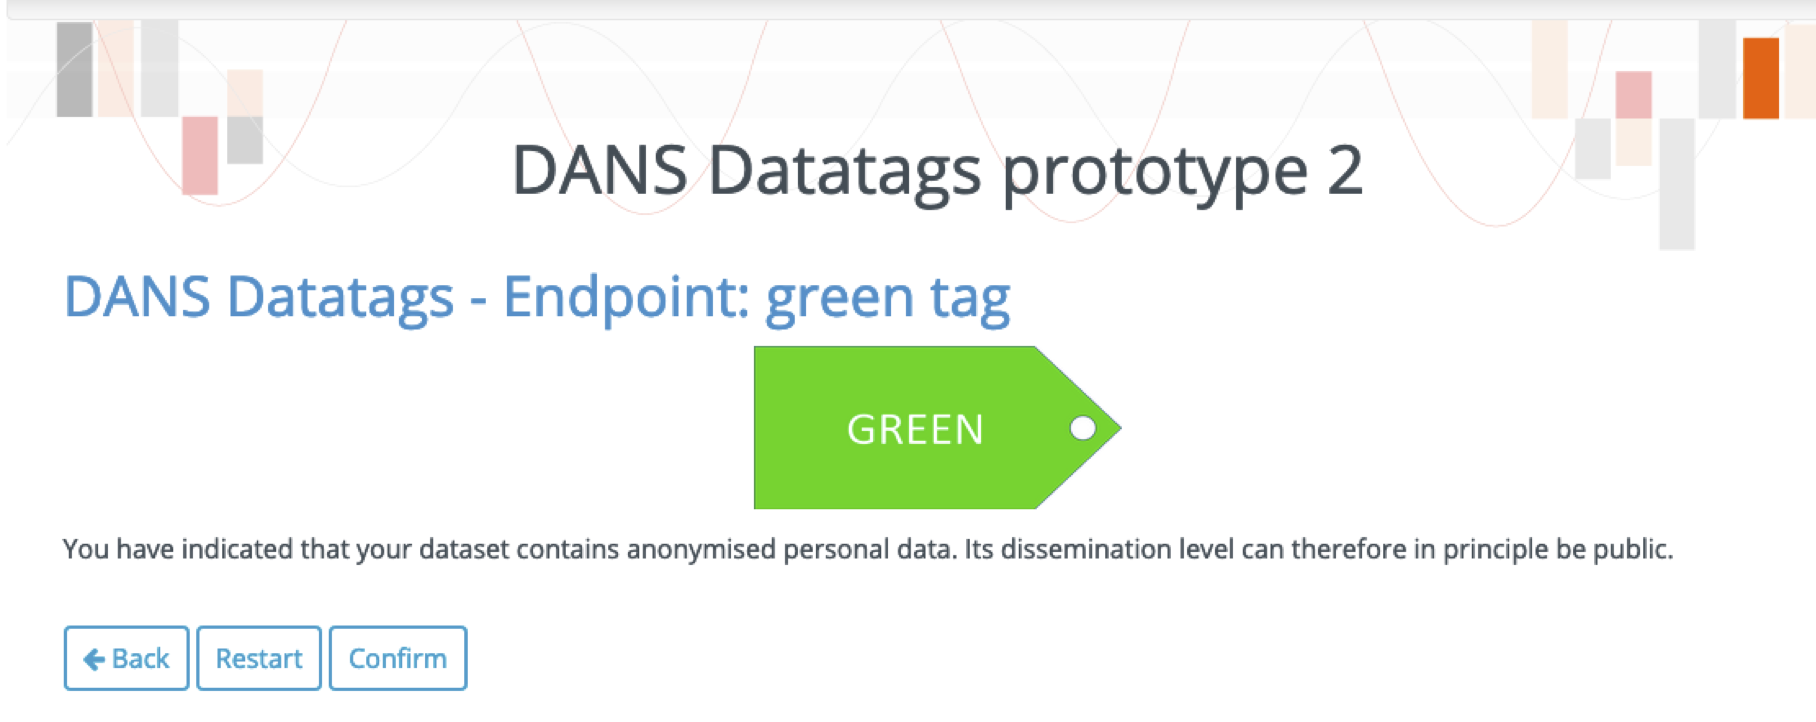 DANS Datatags prototype 2
DANS Datatags - Endpoint: green tag
GREEN
You have indicated that your dataset contains anonymised personal data. Its dissemination level can therefore in principle be public.
Back Restart Confirm